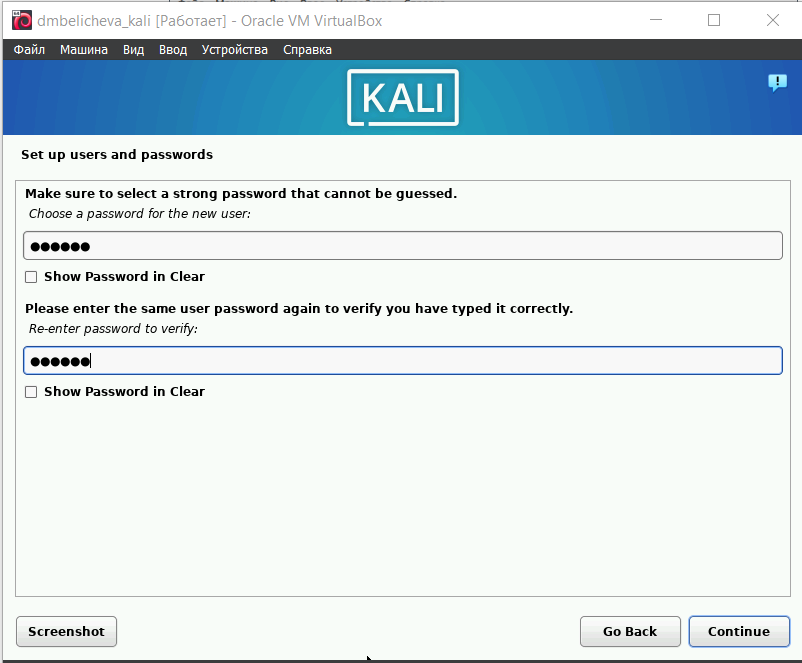 dmbelicheva_kali [Работает] - Oracle VM VirtualBox
Файл Машина Вид Ввод Устройства Справка
KALI
Set up users and passwords
Make sure to select a strong password that cannot be guessed.
Choose a password for the new user:
●●●●●●
Show Password in Clear
Please enter the same user password again to verify you have typed it correctly.
Re-enter password to verify:
●●●●●●
Show Password in Clear
Screenshot Go Back Continue